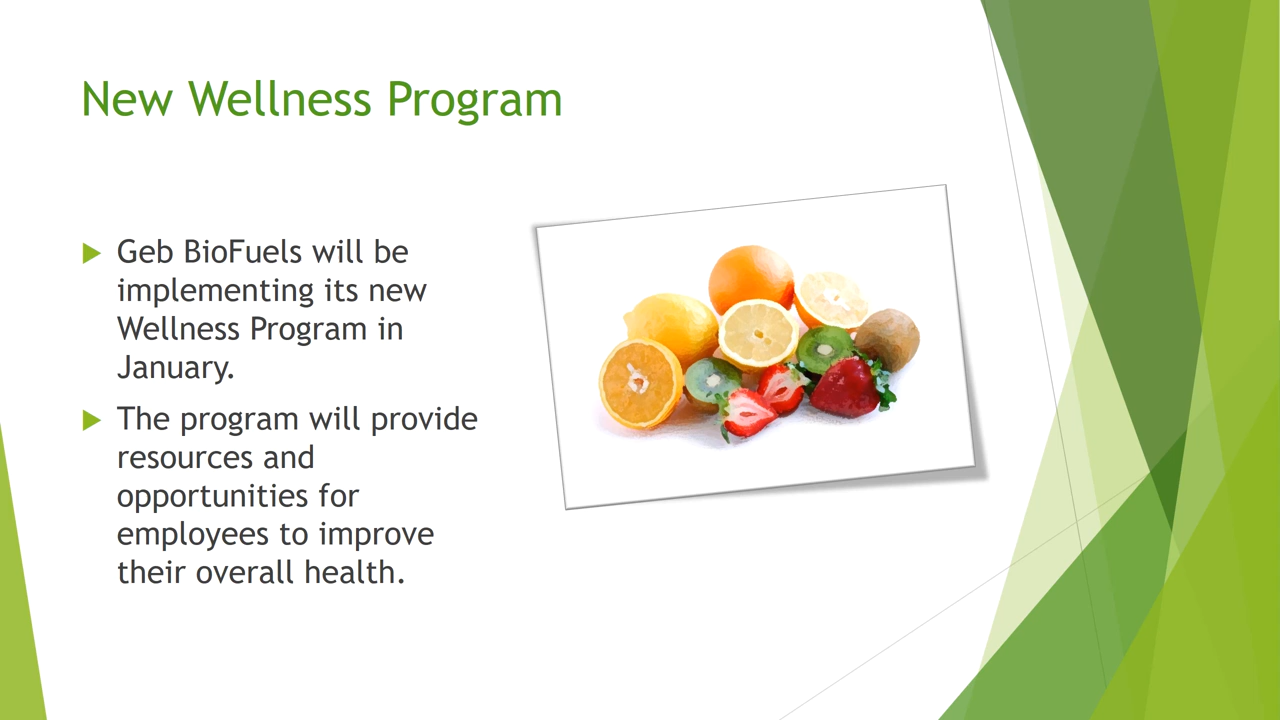 New Wellness Program
Geb BioFuels will be
implementing its new
Wellness Program in
January.
The program will provide
resources and
opportunities for
employees to improve
their overall health.